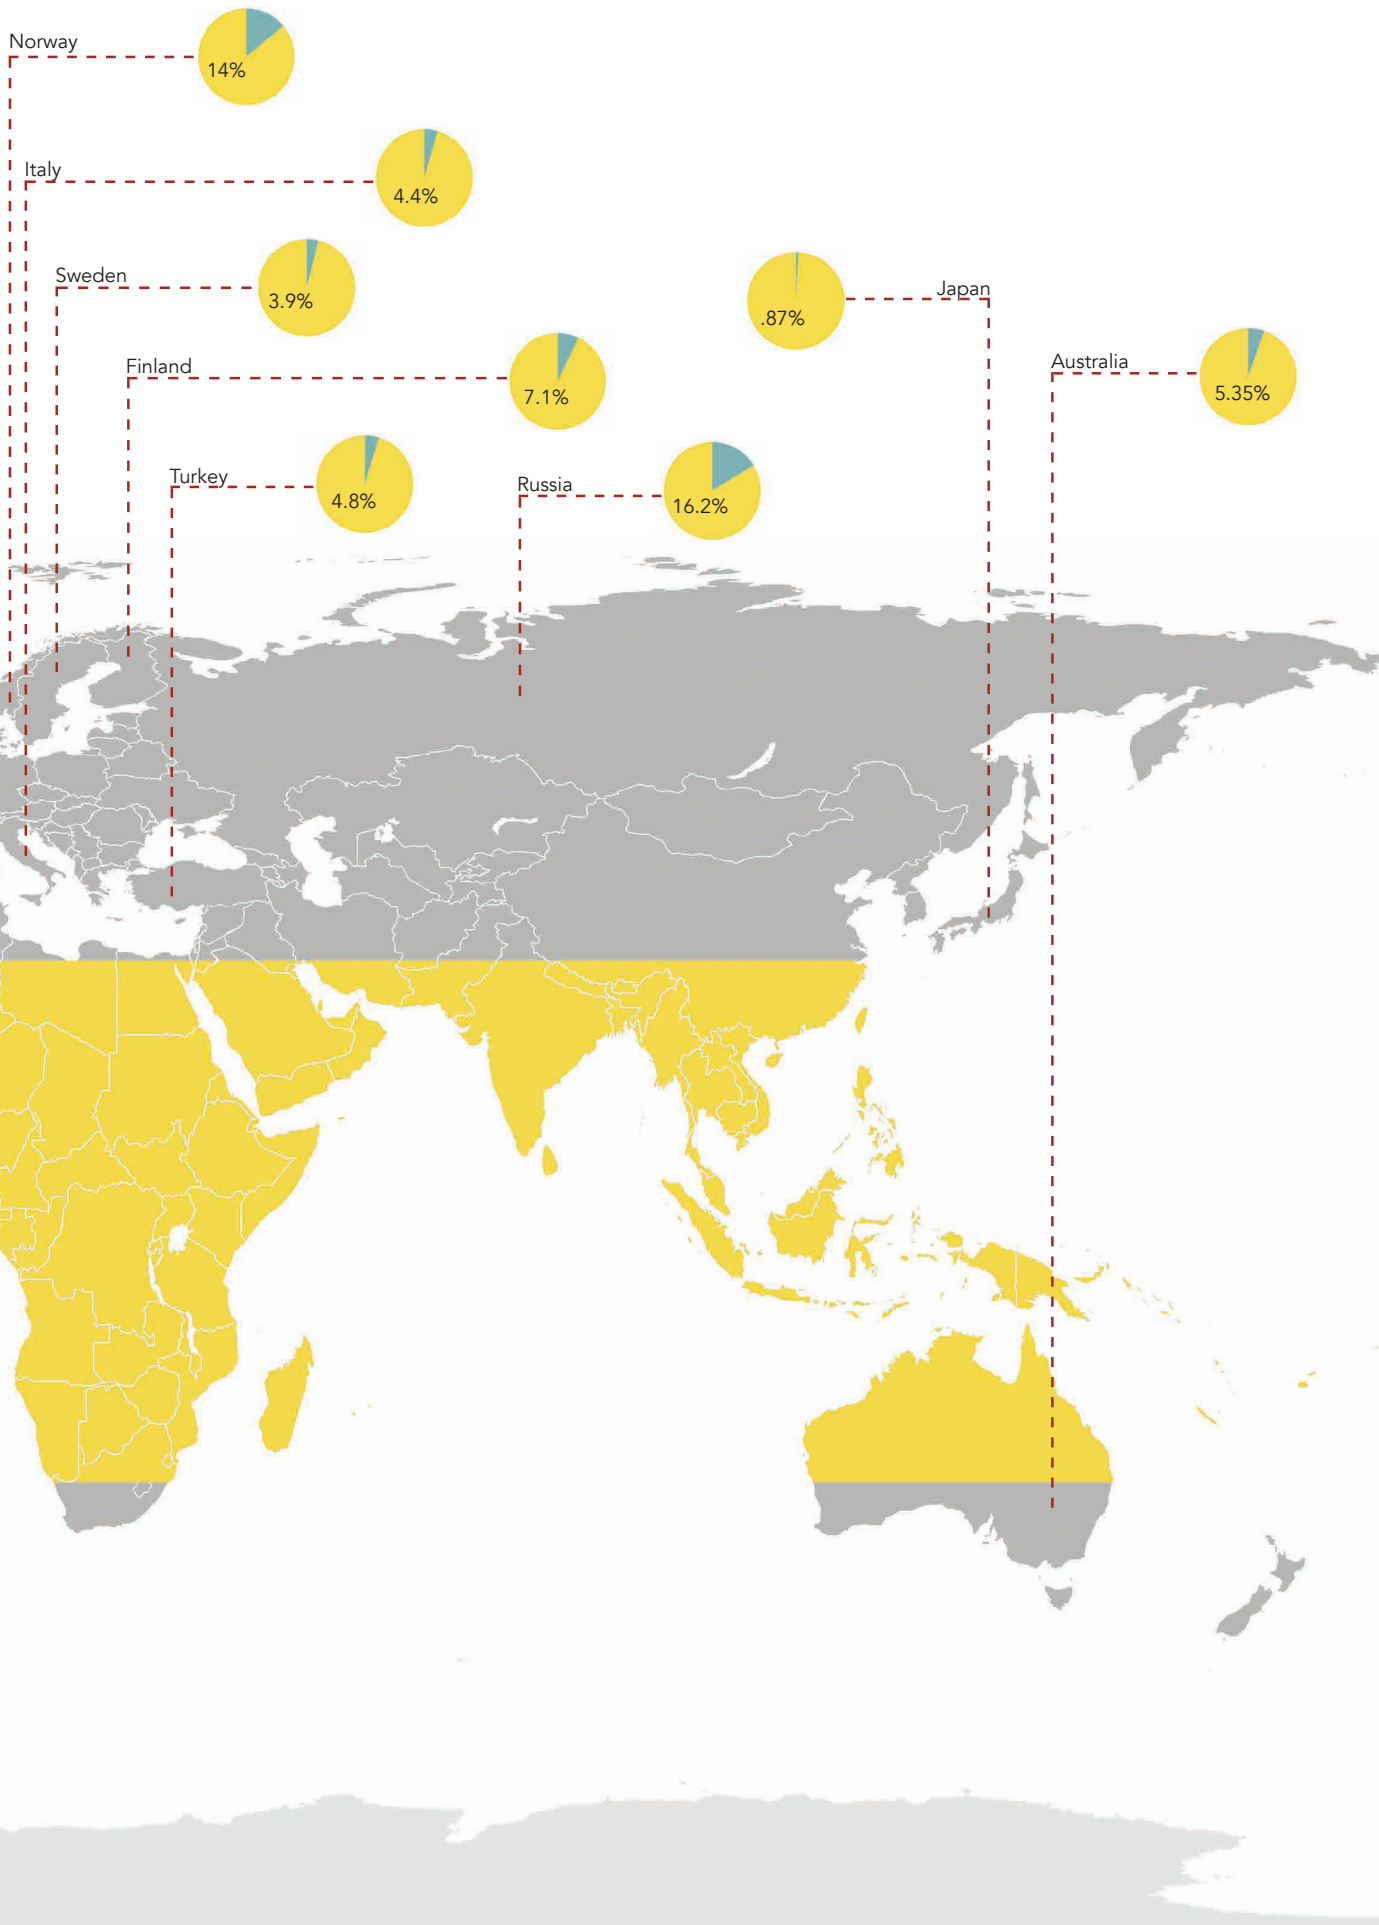 Norway
14%
Italy
4.4%
Sweden
3.9%
Japan
.87%
Finland
7.1%
Australia
5.35%
Turkey
4.8%
Russia
16.2%